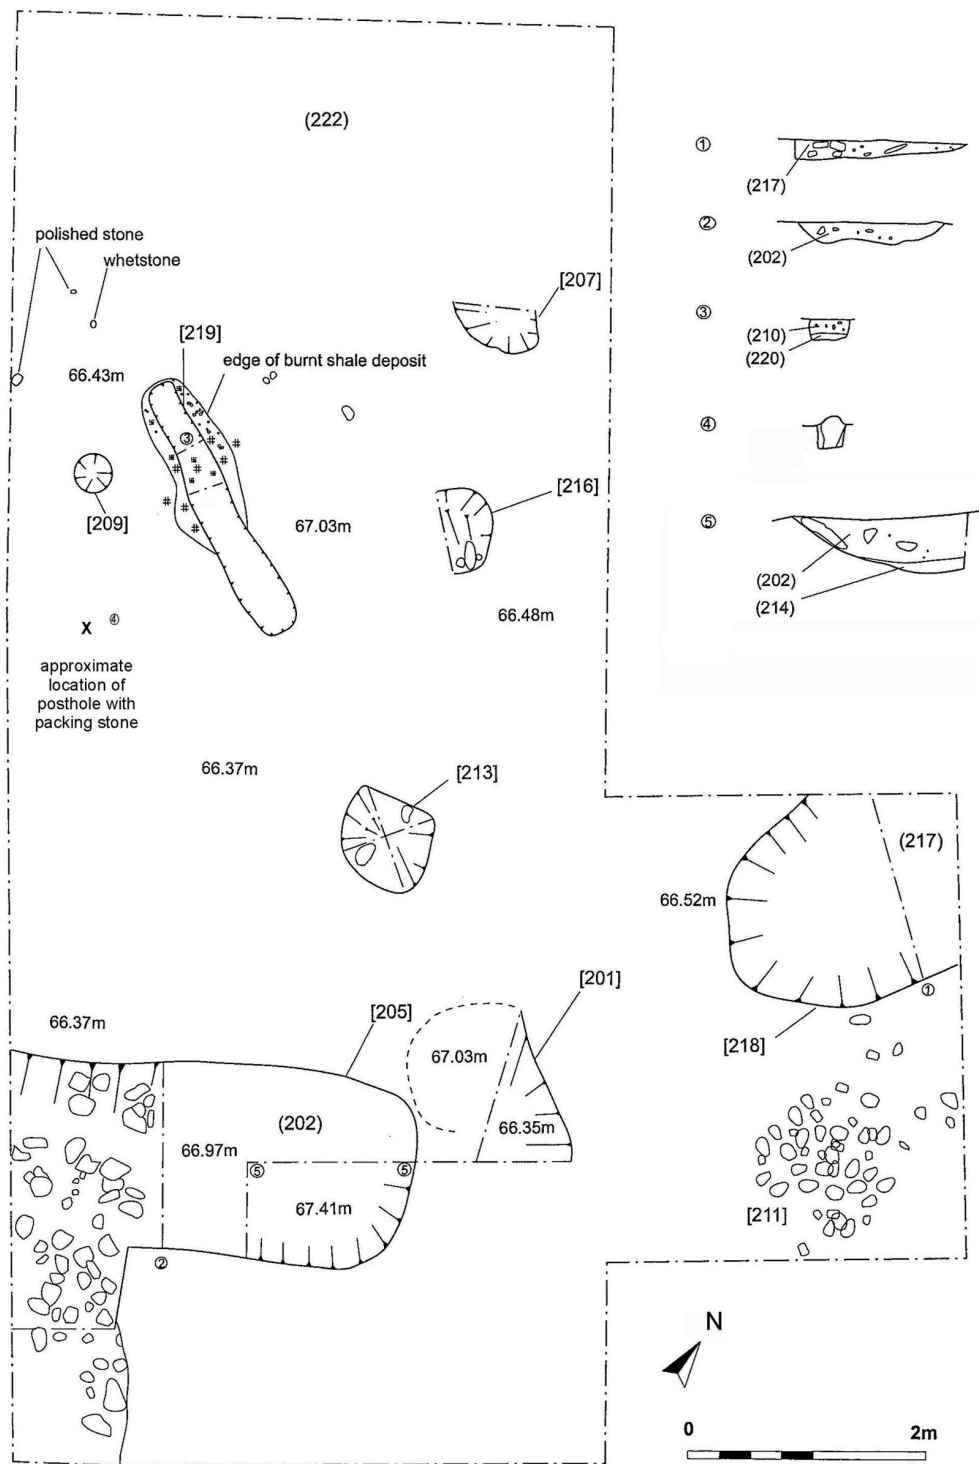 (222)
①
(217)
②
(202)
polished stone
whetstone
[207]
③
[219]
(210)
edge of burnt shale deposit
(220)
66.43m
④
③
[216]
[209]
67.03m
⑤
(202)
66.48m
(214)
X
④
approximate
location of
posthole with
packing stone
66.37m
[213]
(217)
66.52m
[201]
①
[205]
66.37m
67.03m
[218]
(202)
66.35m
66.97m
⑤
⑤
67.41m
[211]
②
N
0
2m